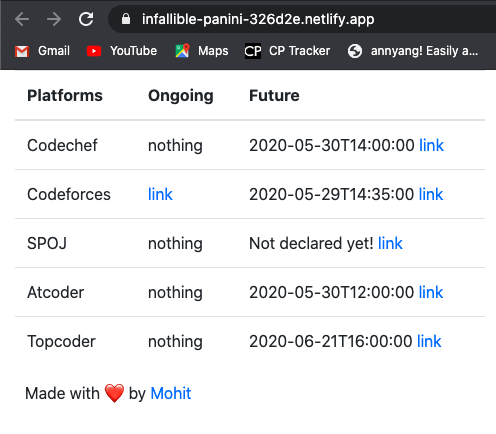 infallible-panini-326d2e.netlify.app
Gmail YouTube Maps CP CP Tracker annyang! Easily a...
Platforms Ongoing Future
Codechef nothing 2020-05-30T14:00:00 link
Codeforces link 2020-05-29T14:35:00 link
SPOJ nothing Not declared yet! link
Atcoder nothing 2020-05-30T12:00:00 link
Topcoder nothing 2020-06-21T16:00:00 link
Made with ❤️ by Mohit